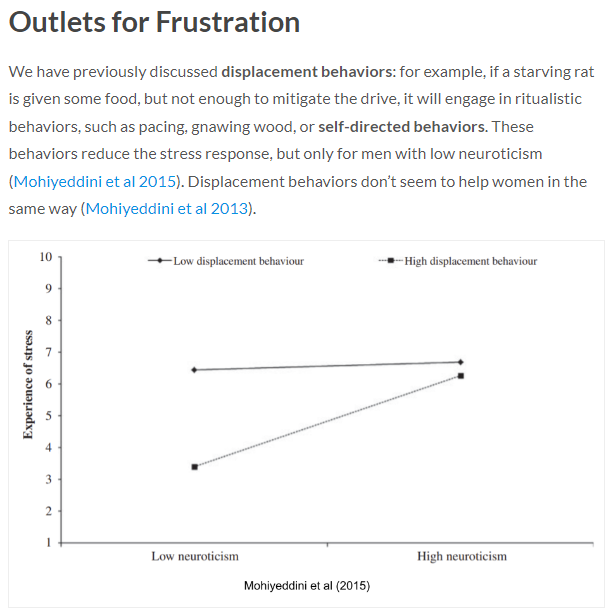 Outlets for Frustration
We have previously discussed displacement behaviors: for example, if a starving rat
is given some food, but not enough to mitigate the drive, it will engage in ritualistic
behaviors, such as pacing, gnawing wood, or self-directed behaviors. These
behaviors reduce the stress response, but only for men with low neuroticism
(Mohiyeddini et al 2015). Displacement behaviors don’t seem to help women in the
same way (Mohiyeddini et al 2013).
Low displacement behaviour
High displacement behaviour
Experience of stress
10
9
8
7
6
5
4
3
2
1
Low neuroticism
High neuroticism
Mohiyeddini et al (2015)